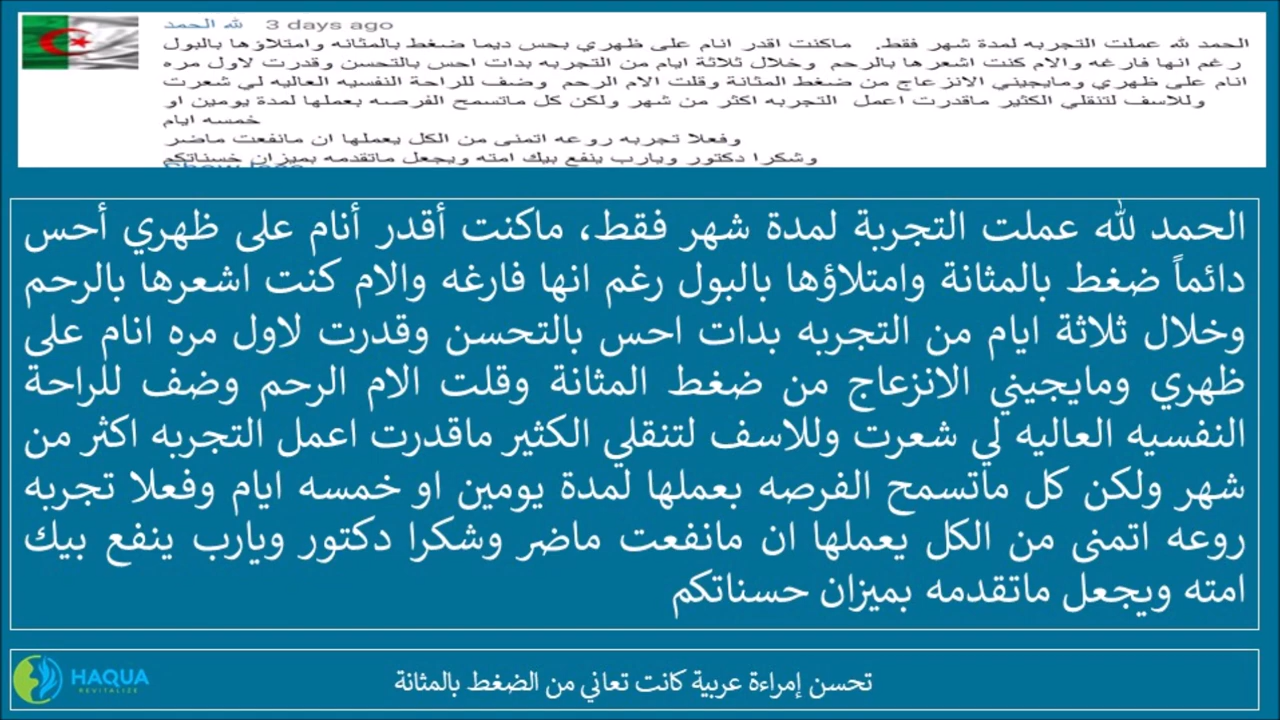 لله الحمد 3 days ago
الحمد لله عملت التجربه لمدة شهر فقط. ماكنت اقدر انام على ظهري بحس ديما ضغط بالمثانه وامتلاؤها بالبول
رغم انها فارغه والام كنت اشعرها بالرحم وخلال ثلاثة ايام من التجربه بدات احس بالتحسن وقدرت لاول مره
انام على ظهري ومايجيني الانزعاج من ضغط المثانة وقلت الام الرحم وضف للراحة النفسيه العاليه لي شعرت
وللاسف لتنقلي الكثير ماقدرت اعمل التجربه اكثر من شهر ولكن كل ماتسمح الفرصه بعملها لمدة يومين او
خمسه ايام
وفعلا تجربه روعه اتمنى من الكل يعملها ان مانفعت ماضر
وشكرا دكتور ويارب ينفع بيك امته ويجعل ماتقدمه بميزان حسناتكم
الحمد لله عملت التجربة لمدة شهر فقط، ماكنت أقدر أنام على ظهري أحس
دائماً ضغط بالمثانة وامتلاؤها بالبول رغم انها فارغه والام كنت اشعرها بالرحم
وخلال ثلاثة ايام من التجربه بدات احس بالتحسن وقدرت لاول مره انام على
ظهري ومايجيني الانزعاج من ضغط المثانة وقلت الام الرحم وضف للراحة
النفسيه العاليه لي شعرت وللاسف لتنقلي الكثير ماقدرت اعمل التجربه اكثر من
شهر ولكن كل ماتسمح الفرصه بعملها لمدة يومين او خمسه ايام وفعلا تجربه
روعه اتمنى من الكل يعملها ان مانفعت ماضر وشكرا دكتور ويارب ينفع بيك
امته ويجعل ماتقدمه بميزان حسناتكم
HAQUA
REVITALIZE
تحسن إمراءة عربية كانت تعاني من الضغط بالمثانة